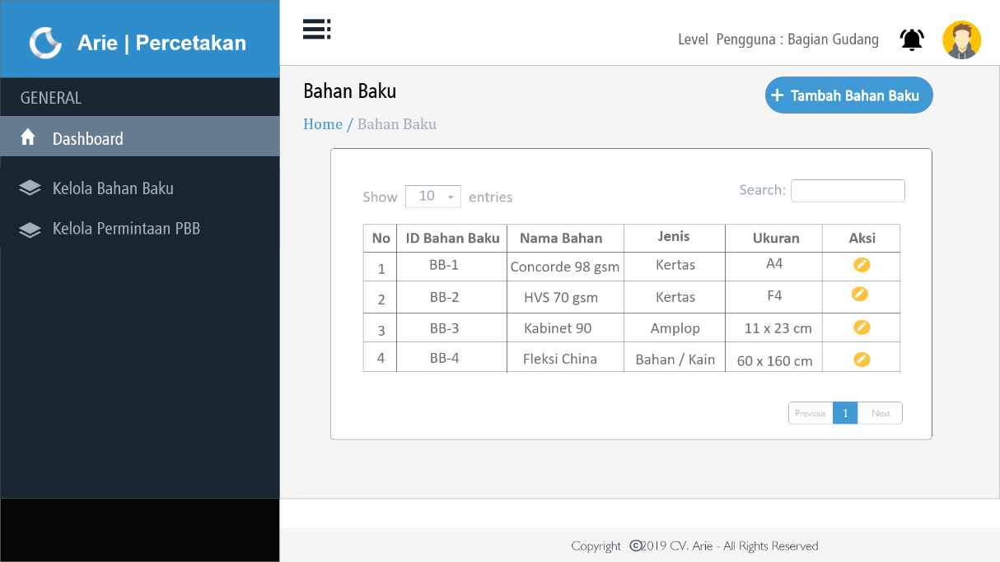 Arie | Percetakan
Level Pengguna : Bagian Gudang
GENERAL
Dashboard
Kelola Bahan Baku
Kelola Permintaan PBB
Bahan Baku
+ Tambah Bahan Baku
Home / Bahan Baku
Show 10 entries
Search:
No ID Bahan Baku Nama Bahan Jenis Ukuran Aksi
1 BB-1 Concorde 98 gsm Kertas A4
2 BB-2 HVS 70 gsm Kertas F4
3 BB-3 Kabinet 90 Amplop 11 x 23 cm
4 BB-4 Fleksi China Bahan / Kain 60 x 160 cm
Previous 1 Next
Copyright ©2019 CV. Arie - All Rights Reserved